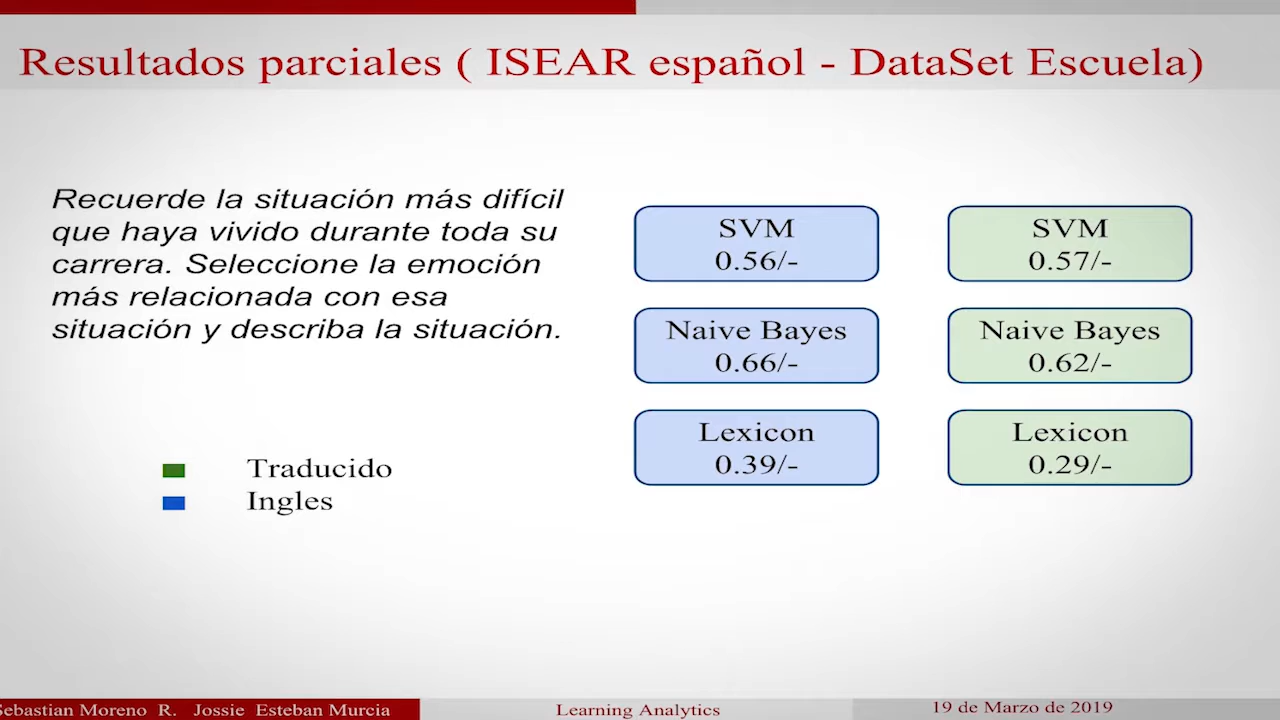 Resultados parciales ( ISEAR español - DataSet Escuela)
Recuerde la situación más difícil
que haya vivido durante toda su
carrera. Seleccione la emoción
más relacionada con esa
situación y describa la situación.
SVM
0.56/-
SVM
0.57/-
Naive Bayes
0.66/-
Naive Bayes
0.62/-
Lexicon
0.39/-
Lexicon
0.29/-
Traducido
Ingles
Sebastian Moreno R. Jossie Esteban Murcia
Learning Analytics
19 de Marzo de 2019